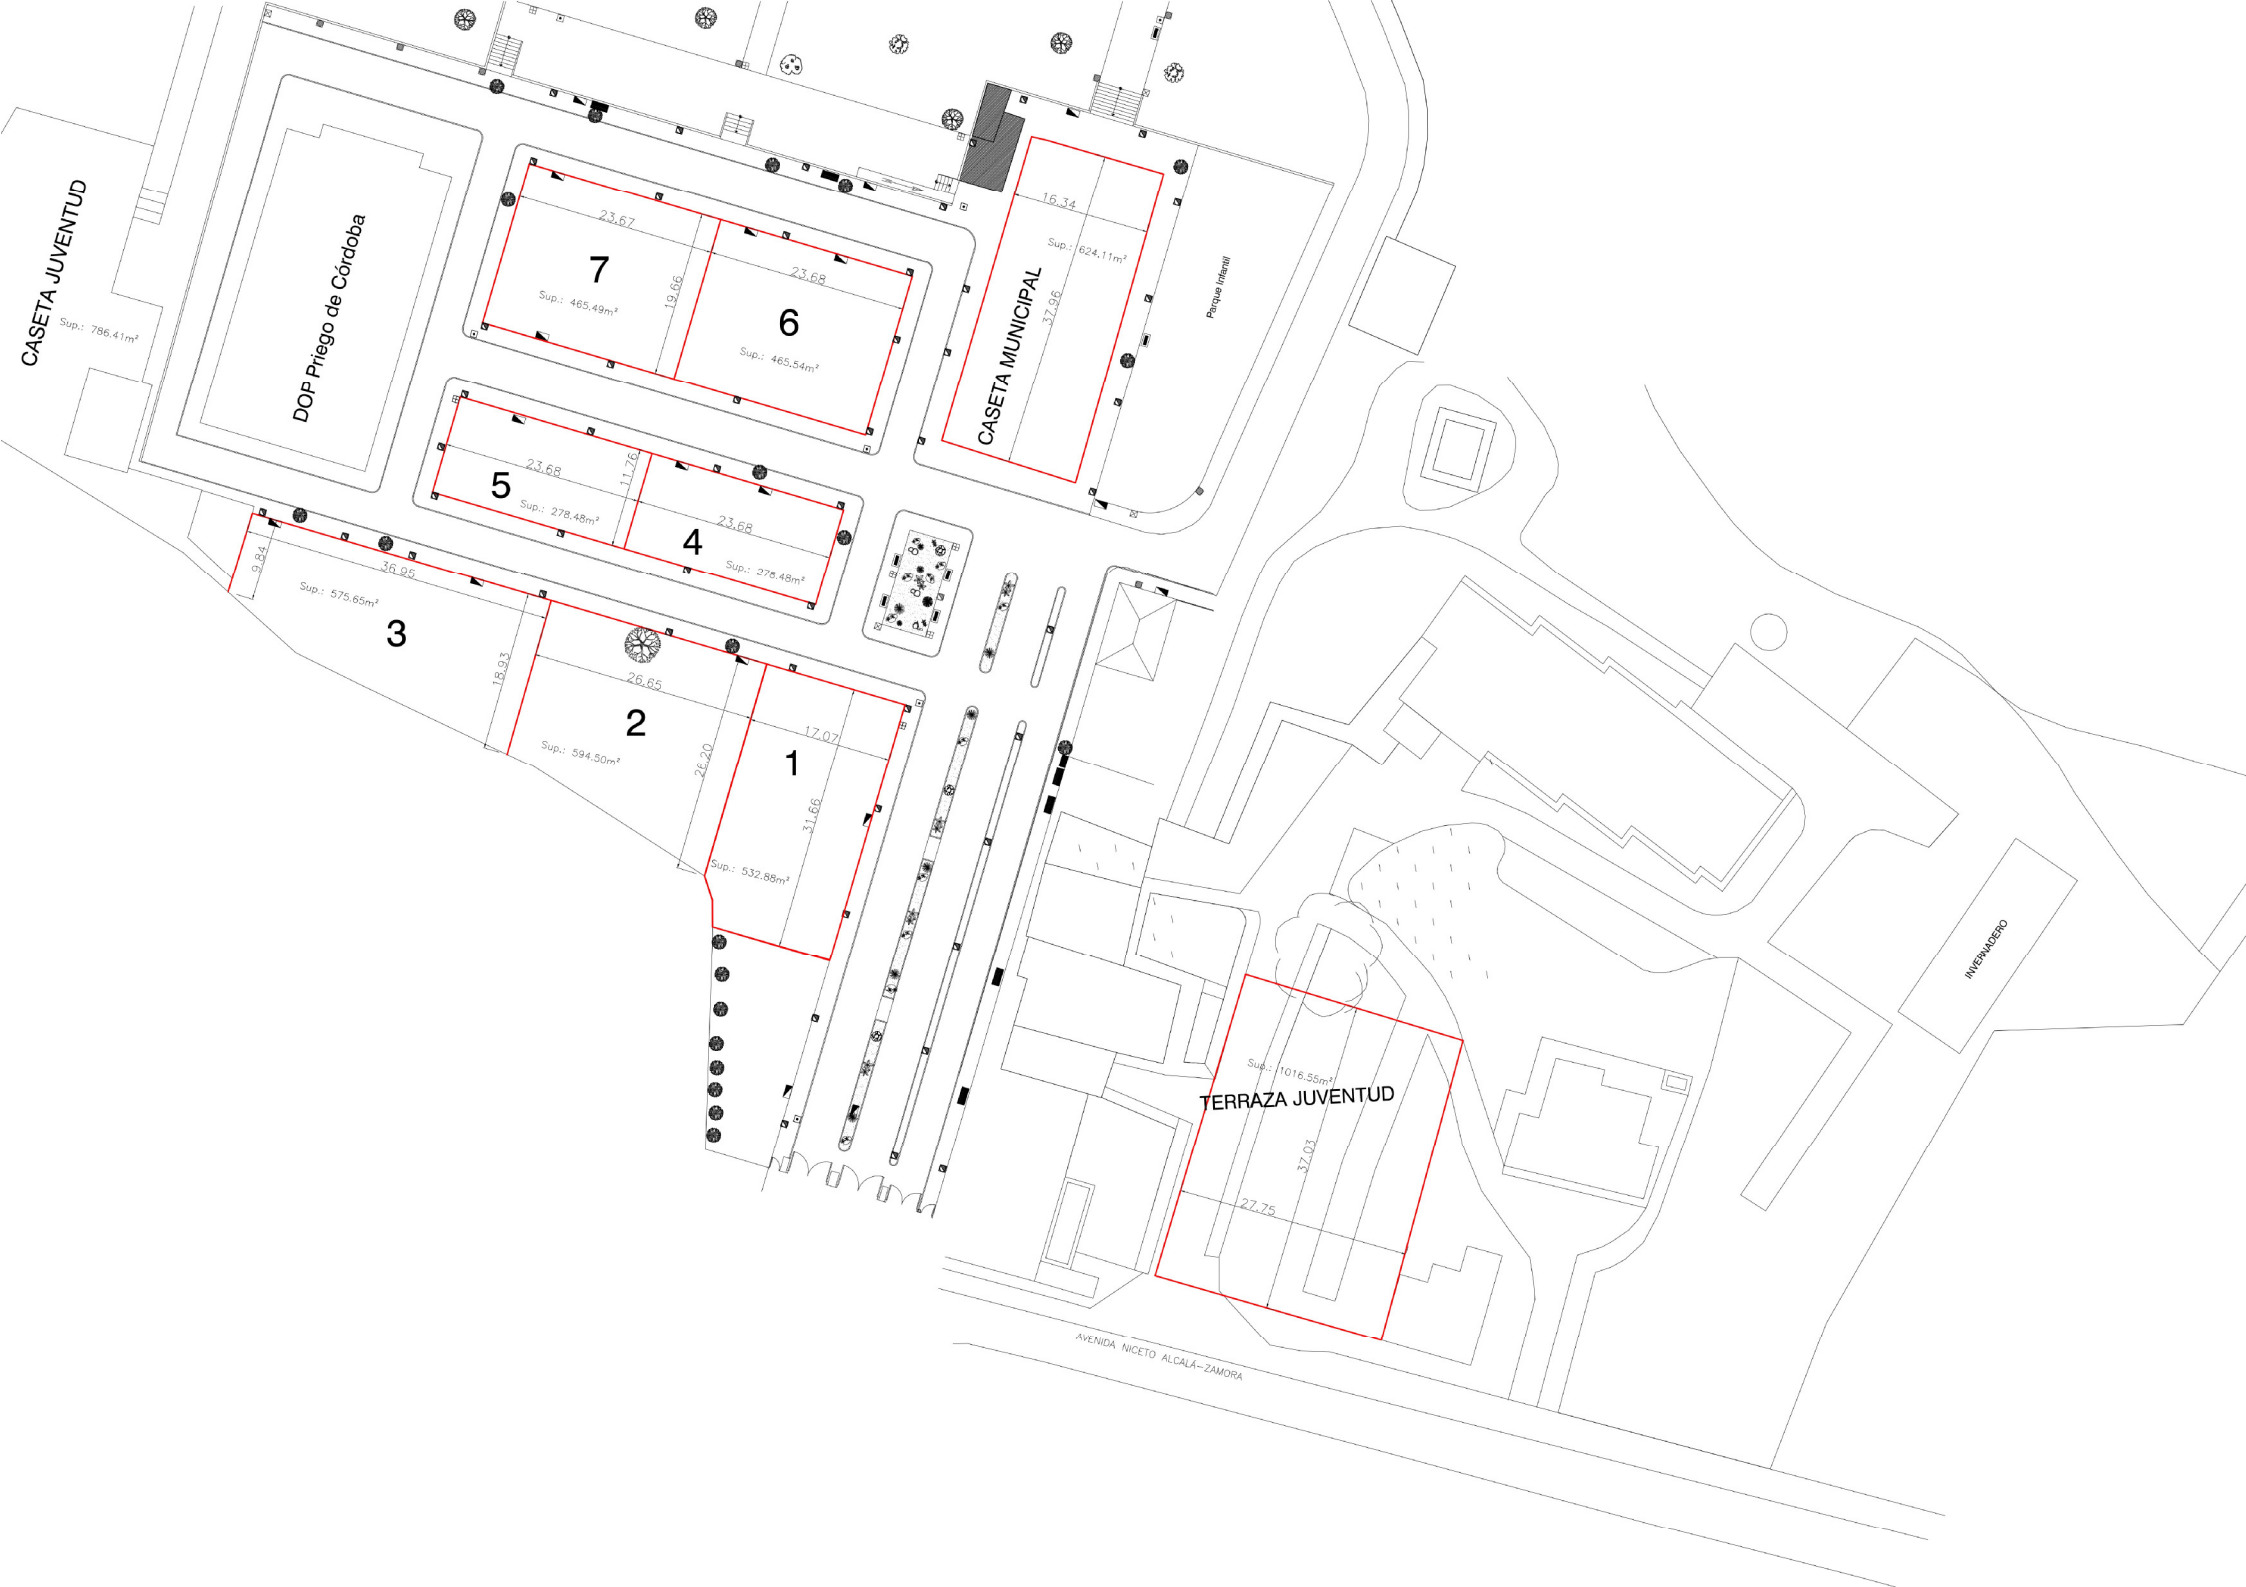 CASETA JUVENTUD
Sup.: 786.41m²
DOP Priego de Córdoba
23.67
7
Sup.: 465.49m²
19.66
23.68
6
Sup.: 465.54m²
16.34
Sup.: 624.11m²
CASETA MUNICIPAL
37.96
Parque Infantil
23.68
5
Sup.: 278.48m²
11.76
23.68
4
Sup.: 278.48m²
9.84
36.95
Sup.: 575.65m²
3
18.93
26.65
2
Sup.: 594.50m²
26.20
17.07
1
31.66
Sup.: 532.88m²
INVERNADERO
Sup.: 1016.55m²
TERRAZA JUVENTUD
37.03
27.75
AVENIDA NICETO ALCALÁ-ZAMORA